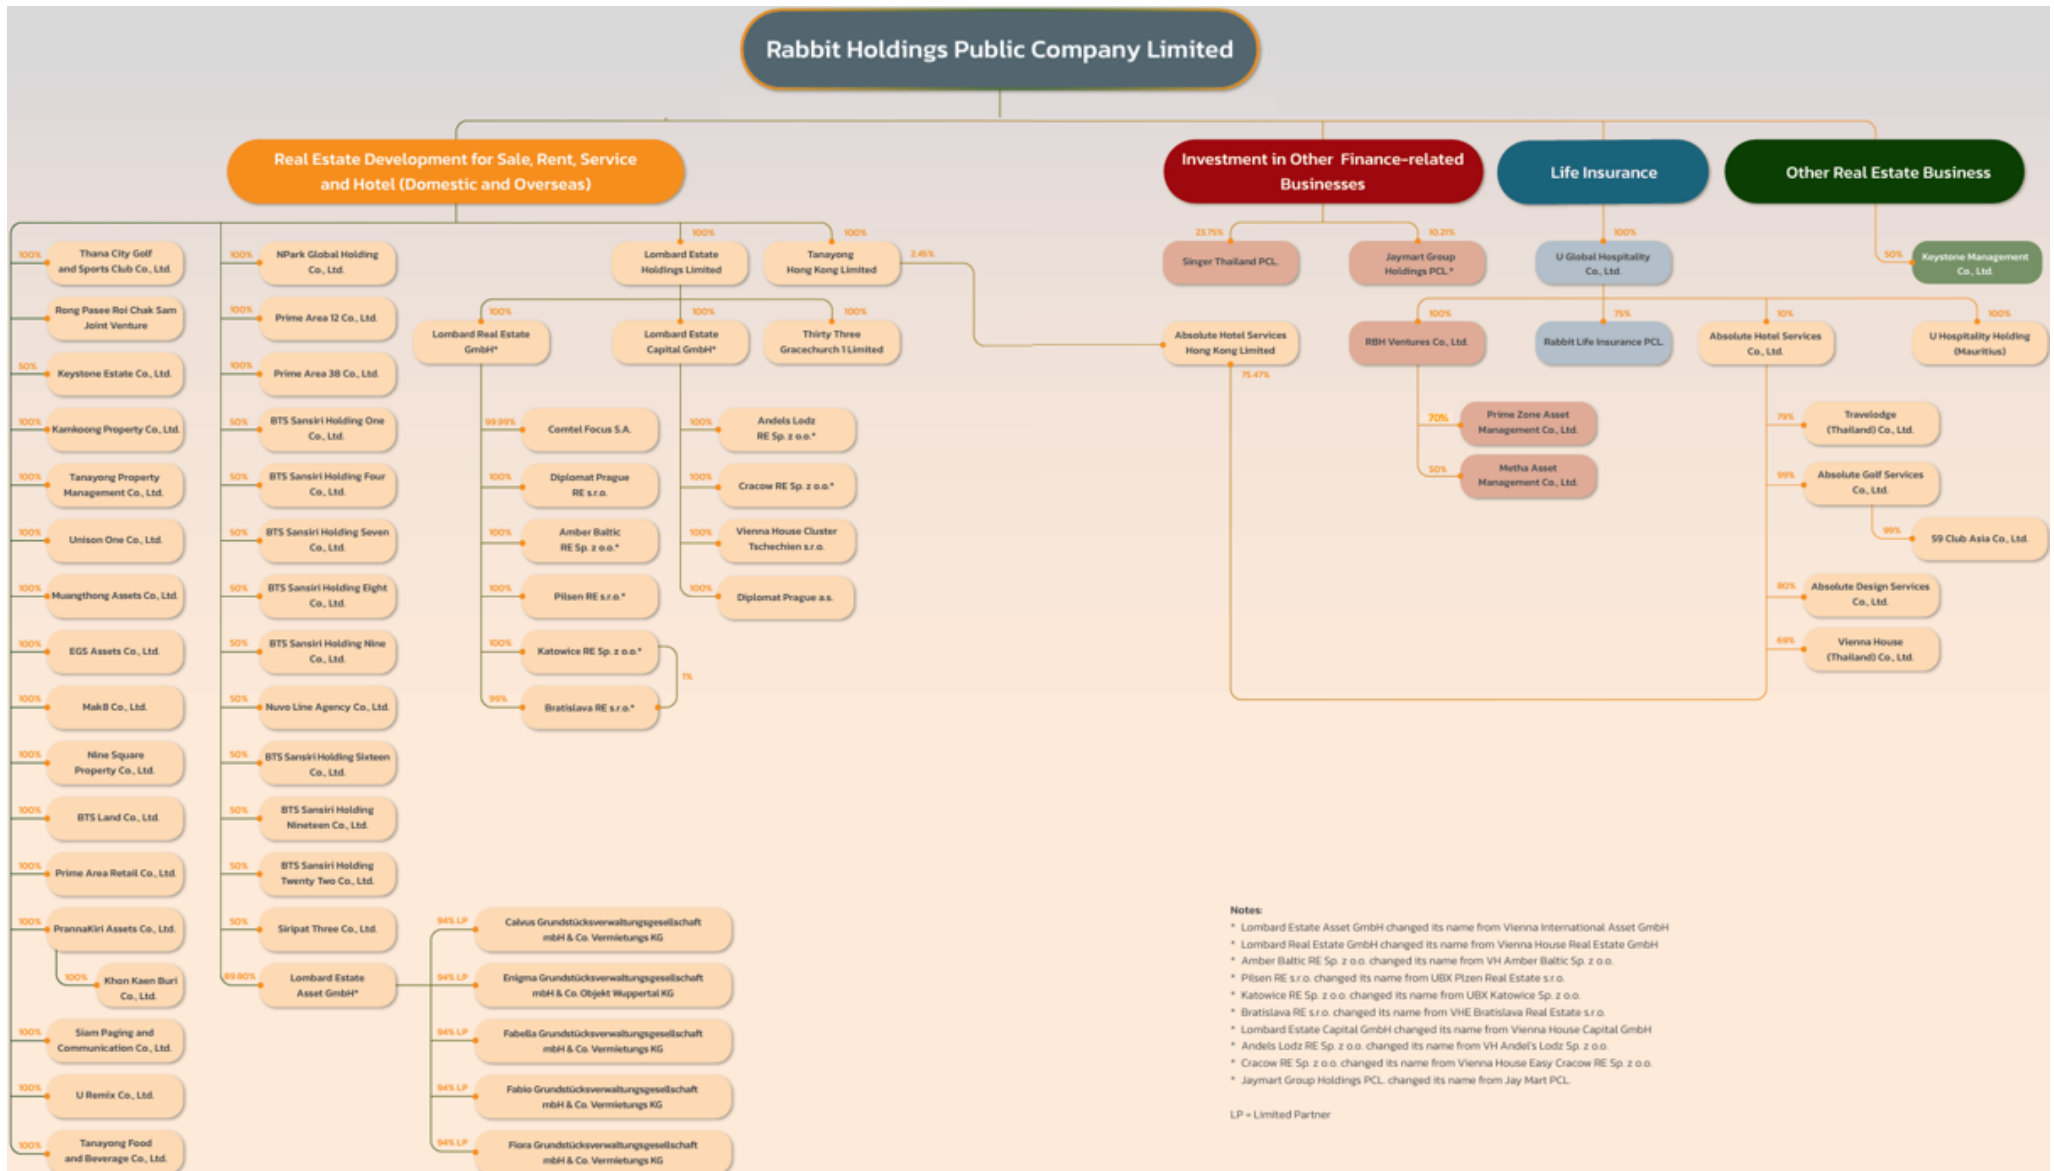 Rabbit Holdings Public Company Limited
Real Estate Development for Sale, Rent, Service
and Hotel (Domestic and Overseas)
Investment in Other Finance-related
Businesses
Life Insurance
Other Real Estate Business
100%
Thana City Golf
and Sports Club Co., Ltd.
Rong Pasee Roi Chak Sam
Joint Venture
50%
Keystone Estate Co., Ltd.
100%
Kamkoong Property Co., Ltd.
100%
Tanayong Property
Management Co., Ltd.
100%
Unison One Co., Ltd.
100%
Muangthong Assets Co., Ltd.
100%
EGS Assets Co., Ltd.
100%
Mak8 Co., Ltd.
100%
Nine Square
Property Co., Ltd.
100%
BTS Land Co., Ltd.
100%
Prime Area Retail Co., Ltd.
100%
PrannaKiri Assets Co., Ltd.
100%
Khon Kaen Buri
Co., Ltd.
100%
Siam Paging and
Communication Co., Ltd.
100%
U Remix Co., Ltd.
100%
Tanayong Food
and Beverage Co., Ltd.
100%
NPark Global Holding
Co., Ltd.
100%
Prime Area 12 Co., Ltd.
100%
Prime Area 38 Co., Ltd.
50%
BTS Sansiri Holding One
Co., Ltd.
50%
BTS Sansiri Holding Four
Co., Ltd.
50%
BTS Sansiri Holding Seven
Co., Ltd.
50%
BTS Sansiri Holding Eight
Co., Ltd.
50%
BTS Sansiri Holding Nine
Co., Ltd.
50%
Nuvo Line Agency Co., Ltd.
50%
BTS Sansiri Holding Sixteen
Co., Ltd.
50%
BTS Sansiri Holding
Nineteen Co., Ltd.
50%
BTS Sansiri Holding
Twenty Two Co., Ltd.
50%
Siripat Three Co., Ltd.
89.80%
Lombard Estate
Asset GmbH*
94% LP
Calvus Grundstücksverwaltungsgesellschaft
mbH & Co. Vermietungs KG
94% LP
Enigma Grundstücksverwaltungsgesellschaft
mbH & Co. Objekt Wuppertal KG
94% LP
Fabella Grundstücksverwaltungsgesellschaft
mbH & Co. Vermietungs KG
94% LP
Fabio Grundstücksverwaltungsgesellschaft
mbH & Co. Vermietungs KG
94% LP
Flora Grundstücksverwaltungsgesellschaft
mbH & Co. Vermietungs KG
100%
Lombard Estate
Holdings Limited
100%
Tanayong
Hong Kong Limited
2.45%
100%
Lombard Real Estate
GmbH*
100%
Lombard Estate
Capital GmbH*
100%
Thirty Three
Gracechurch 1 Limited
99.99%
Comtel Focus S.A.
100%
Diplomat Prague
RE s.r.o.
100%
Amber Baltic
RE Sp. z o.o.*
100%
Pilsen RE s.r.o.*
100%
Katowice RE Sp. z o.o.*
1%
99%
Bratislava RE s.r.o.*
100%
Andels Lodz
RE Sp. z o.o.*
100%
Cracow RE Sp. z o.o.*
100%
Vienna House Cluster
Tschechien s.r.o.
100%
Diplomat Prague a.s.
23.75%
Singer Thailand PCL.
10.21%
Jaymart Group
Holdings PCL.*
100%
U Global Hospitality
Co., Ltd.
50%
Keystone Management
Co., Ltd.
Absolute Hotel Services
Hong Kong Limited
75.47%
100%
RBH Ventures Co., Ltd.
75%
Rabbit Life Insurance PCL.
10%
Absolute Hotel Services
Co., Ltd.
100%
U Hospitality Holding
(Mauritius)
70%
Prime Zone Asset
Management Co., Ltd.
50%
Metha Asset
Management Co., Ltd.
79%
Travelodge
(Thailand) Co., Ltd.
99%
Absolute Golf Services
Co., Ltd.
99%
59 Club Asia Co., Ltd.
80%
Absolute Design Services
Co., Ltd.
69%
Vienna House
(Thailand) Co., Ltd.
Notes:
* Lombard Estate Asset GmbH changed its name from Vienna International Asset GmbH
* Lombard Real Estate GmbH changed its name from Vienna House Real Estate GmbH
* Amber Baltic RE Sp. z o.o. changed its name from VH Amber Baltic Sp. z o.o.
* Pilsen RE s.r.o. changed its name from UBX Plzen Real Estate s.r.o.
* Katowice RE Sp. z o.o. changed its name from UBX Katowice Sp. z o.o.
* Bratislava RE s.r.o. changed its name from VHE Bratislava Real Estate s.r.o.
* Lombard Estate Capital GmbH changed its name from Vienna House Capital GmbH
* Andels Lodz RE Sp. z o.o. changed its name from VH Andel's Lodz Sp. z o.o.
* Cracow RE Sp. z o.o. changed its name from Vienna House Easy Cracow RE Sp. z o.o.
* Jaymart Group Holdings PCL. changed its name from Jay Mart PCL.
LP = Limited Partner